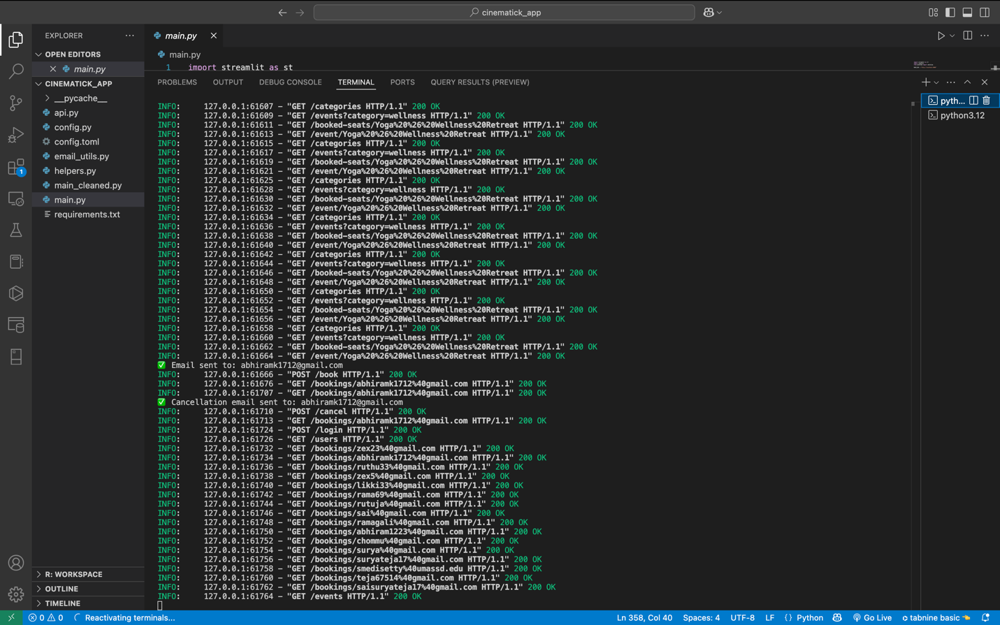 cinematick_app
EXPLORER
OPEN EDITORS
main.py
CINEMATICK_APP
__pycache__
api.py
config.py
config.toml
email_utils.py
helpers.py
main_cleaned.py
main.py
requirements.txt
R: WORKSPACE
OUTLINE
TIMELINE
1
main.py
main.py
1 import streamlit as st
PROBLEMS OUTPUT DEBUG CONSOLE TERMINAL PORTS QUERY RESULTS (PREVIEW)
pyth...
python3.12
INFO: 127.0.0.1:61607 - "GET /categories HTTP/1.1" 200 OK
INFO: 127.0.0.1:61609 - "GET /events?category=wellness HTTP/1.1" 200 OK
INFO: 127.0.0.1:61611 - "GET /booked-seats/Yoga%20%26%20Wellness%20Retreat HTTP/1.1" 200 OK
INFO: 127.0.0.1:61613 - "GET /event/Yoga%20%26%20Wellness%20Retreat HTTP/1.1" 200 OK
INFO: 127.0.0.1:61615 - "GET /categories HTTP/1.1" 200 OK
INFO: 127.0.0.1:61617 - "GET /events?category=wellness HTTP/1.1" 200 OK
INFO: 127.0.0.1:61619 - "GET /booked-seats/Yoga%20%26%20Wellness%20Retreat HTTP/1.1" 200 OK
INFO: 127.0.0.1:61621 - "GET /event/Yoga%20%26%20Wellness%20Retreat HTTP/1.1" 200 OK
INFO: 127.0.0.1:61625 - "GET /categories HTTP/1.1" 200 OK
INFO: 127.0.0.1:61628 - "GET /events?category=wellness HTTP/1.1" 200 OK
INFO: 127.0.0.1:61630 - "GET /booked-seats/Yoga%20%26%20Wellness%20Retreat HTTP/1.1" 200 OK
INFO: 127.0.0.1:61632 - "GET /event/Yoga%20%26%20Wellness%20Retreat HTTP/1.1" 200 OK
INFO: 127.0.0.1:61634 - "GET /categories HTTP/1.1" 200 OK
INFO: 127.0.0.1:61636 - "GET /events?category=wellness HTTP/1.1" 200 OK
INFO: 127.0.0.1:61638 - "GET /booked-seats/Yoga%20%26%20Wellness%20Retreat HTTP/1.1" 200 OK
INFO: 127.0.0.1:61640 - "GET /event/Yoga%20%26%20Wellness%20Retreat HTTP/1.1" 200 OK
INFO: 127.0.0.1:61642 - "GET /categories HTTP/1.1" 200 OK
INFO: 127.0.0.1:61644 - "GET /events?category=wellness HTTP/1.1" 200 OK
INFO: 127.0.0.1:61646 - "GET /booked-seats/Yoga%20%26%20Wellness%20Retreat HTTP/1.1" 200 OK
INFO: 127.0.0.1:61648 - "GET /event/Yoga%20%26%20Wellness%20Retreat HTTP/1.1" 200 OK
INFO: 127.0.0.1:61650 - "GET /categories HTTP/1.1" 200 OK
INFO: 127.0.0.1:61652 - "GET /events?category=wellness HTTP/1.1" 200 OK
INFO: 127.0.0.1:61654 - "GET /booked-seats/Yoga%20%26%20Wellness%20Retreat HTTP/1.1" 200 OK
INFO: 127.0.0.1:61656 - "GET /event/Yoga%20%26%20Wellness%20Retreat HTTP/1.1" 200 OK
INFO: 127.0.0.1:61658 - "GET /categories HTTP/1.1" 200 OK
INFO: 127.0.0.1:61660 - "GET /events?category=wellness HTTP/1.1" 200 OK
INFO: 127.0.0.1:61662 - "GET /booked-seats/Yoga%20%26%20Wellness%20Retreat HTTP/1.1" 200 OK
INFO: 127.0.0.1:61664 - "GET /event/Yoga%20%26%20Wellness%20Retreat HTTP/1.1" 200 OK
✅ Email sent to: abhiramk1712@gmail.com
INFO: 127.0.0.1:61666 - "POST /book HTTP/1.1" 200 OK
INFO: 127.0.0.1:61676 - "GET /bookings/abhiramk1712%40gmail.com HTTP/1.1" 200 OK
INFO: 127.0.0.1:61707 - "GET /bookings/abhiramk1712%40gmail.com HTTP/1.1" 200 OK
✅ Cancellation email sent to: abhiramk1712@gmail.com
INFO: 127.0.0.1:61710 - "POST /cancel HTTP/1.1" 200 OK
INFO: 127.0.0.1:61713 - "GET /bookings/abhiramk1712%40gmail.com HTTP/1.1" 200 OK
INFO: 127.0.0.1:61724 - "POST /login HTTP/1.1" 200 OK
INFO: 127.0.0.1:61726 - "GET /users HTTP/1.1" 200 OK
INFO: 127.0.0.1:61732 - "GET /bookings/zex23%40gmail.com HTTP/1.1" 200 OK
INFO: 127.0.0.1:61734 - "GET /bookings/abhiramk1712%40gmail.com HTTP/1.1" 200 OK
INFO: 127.0.0.1:61736 - "GET /bookings/ruthu33%40gmail.com HTTP/1.1" 200 OK
INFO: 127.0.0.1:61738 - "GET /bookings/zex5%40gmail.com HTTP/1.1" 200 OK
INFO: 127.0.0.1:61740 - "GET /bookings/likki33%40gmail.com HTTP/1.1" 200 OK
INFO: 127.0.0.1:61742 - "GET /bookings/rama69%40gmail.com HTTP/1.1" 200 OK
INFO: 127.0.0.1:61744 - "GET /bookings/rutuja%40gmail.com HTTP/1.1" 200 OK
INFO: 127.0.0.1:61746 - "GET /bookings/sai%40gmail.com HTTP/1.1" 200 OK
INFO: 127.0.0.1:61748 - "GET /bookings/ramagali%40gmail.com HTTP/1.1" 200 OK
INFO: 127.0.0.1:61750 - "GET /bookings/abhiram1223%40gmail.com HTTP/1.1" 200 OK
INFO: 127.0.0.1:61752 - "GET /bookings/chommu%40gmail.com HTTP/1.1" 200 OK
INFO: 127.0.0.1:61754 - "GET /bookings/surya%40gmail.com HTTP/1.1" 200 OK
INFO: 127.0.0.1:61756 - "GET /bookings/suryateja17%40gmail.com HTTP/1.1" 200 OK
INFO: 127.0.0.1:61758 - "GET /bookings/smedisetty%40umassd.edu HTTP/1.1" 200 OK
INFO: 127.0.0.1:61760 - "GET /bookings/teja67514%40gmail.com HTTP/1.1" 200 OK
INFO: 127.0.0.1:61762 - "GET /bookings/saisuryateja17%40gmail.com HTTP/1.1" 200 OK
INFO: 127.0.0.1:61764 - "GET /events HTTP/1.1" 200 OK
0 0 Reactivating terminals... Ln 358, Col 40 Spaces: 4 UTF-8 LF {} Python Go Live tabnine basic